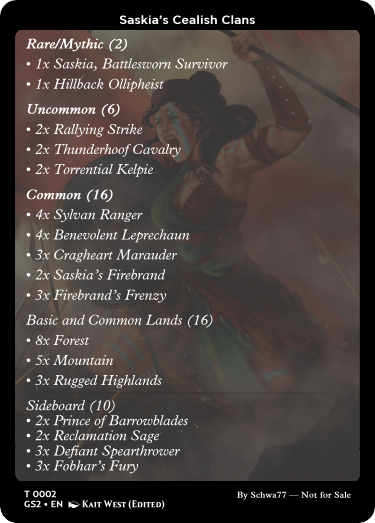 Saskia's Cealish Clans
Rare/Mythic (2)
• 1x Saskia, Battlesworn Survivor
• 1x Hillback Ollipheist
Uncommon (6)
• 2x Rallying Strike
• 2x Thunderhoof Cavalry
• 2x Torrential Kelpie
Common (16)
• 4x Sylvan Ranger
• 4x Benevolent Leprechaun
• 3x Cragheart Marauder
• 2x Saskia's Firebrand
• 3x Firebrand's Frenzy
Basic and Common Lands (16)
• 8x Forest
• 5x Mountain
• 3x Rugged Highlands
Sideboard (10)
• 2x Prince of Barrowblades
• 2x Reclamation Sage
• 3x Defiant Spearthrower
• 3x Fobhar's Fury
T 0002
GS2 • EN Kait West (Edited)
By Schwa77 — Not for Sale